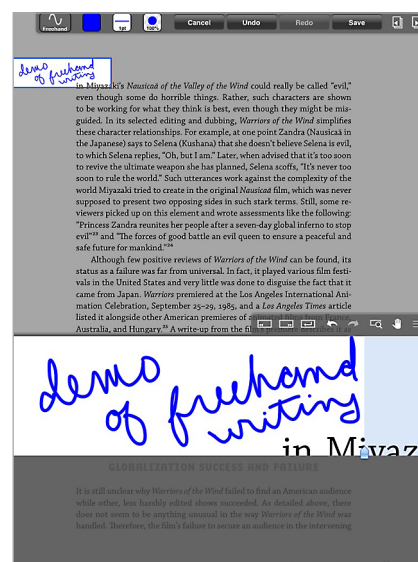 Freehand 1pt 100% Cancel Undo Redo Save
demo
of freehand
writing
in Miyazaki's Nausicaä of the Valley of the Wind could really be called "evil,"
even though some do horrible things. Rather, such characters are shown
to be working for what they think is best, even though they might be mis-
guided. In its selected editing and dubbing, Warriors of the Wind simplifies
these character relationships. For example, at one point Zandra (Nausicaä in
the Japanese) says to Selena (Kushana) that she doesn't believe Selena is evil,
to which Selena replies, "Oh, but I am." Later, when advised that it's too soon
to revive the ultimate weapon she has planned, Selena scoffs, "It's never too
soon to rule the world." Such utterances work against the complexity of the
world Miyazaki tried to create in the original Nausicaä film, which was never
supposed to present two opposing sides in such stark terms. Still, some re-
viewers picked up on this element and wrote assessments like the following:
"Princess Zandra reunites her people after a seven-day global inferno to stop
evil"²³ and "The forces of good battle an evil queen to ensure a peaceful and
safe future for mankind."²⁴
Although few positive reviews of Warriors of the Wind can be found, its
status as a failure was far from universal. In fact, it played various film festi-
vals in the United States and very little was done to disguise the fact that it
came from Japan. Warriors premiered at the Los Angeles International Ani-
mation Celebration, September 25–29, 1985, and a Los Angeles Times article
listed it alongside other American premieres of animated films from France,
Australia, and Hungary.²⁵ A write-up from the film's premiere describes it as
demo
of freehand
writing
in Miyaz
GLOBALIZATION SUCCESS AND FAILURE
It is still unclear why Warriors of the Wind failed to find an American audience
while other, less harshly edited shows succeeded. As detailed above, there
does not seem to be anything unusual in the way Warriors of the Wind was
handled. Therefore, the film's failure to secure an audience in the intervening